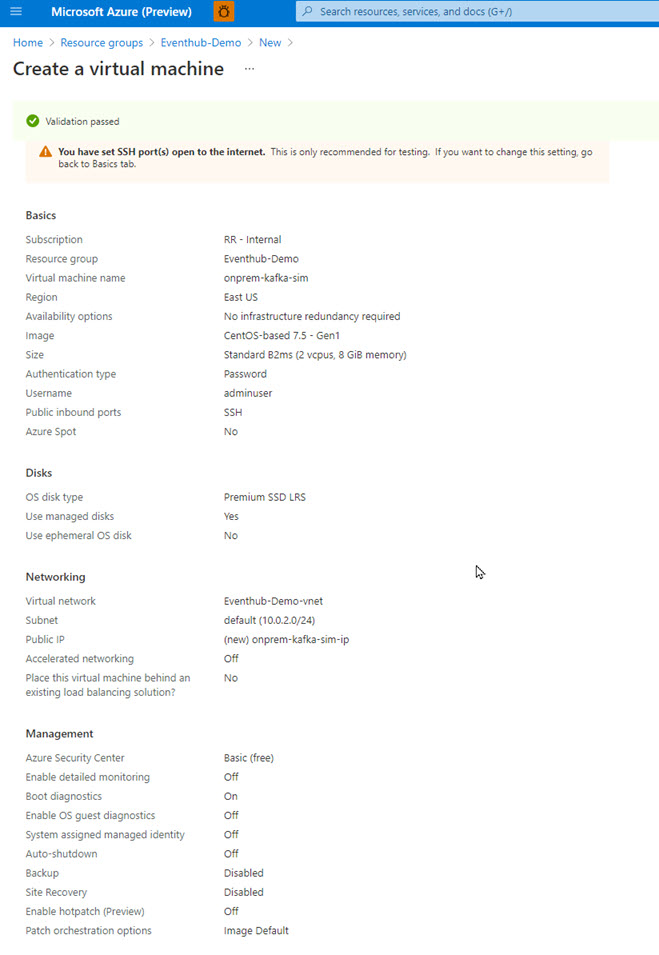 Microsoft Azure (Preview) Search resources, services, and docs (G+/)
Home > Resource groups > Eventhub-Demo > New >
Create a virtual machine ...
Validation passed
You have set SSH port(s) open to the internet. This is only recommended for testing. If you want to change this setting, go
back to Basics tab.
Basics
Subscription RR - Internal
Resource group Eventhub-Demo
Virtual machine name onprem-kafka-sim
Region East US
Availability options No infrastructure redundancy required
Image CentOS-based 7.5 - Gen1
Size Standard B2ms (2 vcpus, 8 GiB memory)
Authentication type Password
Username adminuser
Public inbound ports SSH
Azure Spot No
Disks
OS disk type Premium SSD LRS
Use managed disks Yes
Use ephemeral OS disk No
Networking
Virtual network Eventhub-Demo-vnet
Subnet default (10.0.2.0/24)
Public IP (new) onprem-kafka-sim-ip
Accelerated networking Off
Place this virtual machine behind an No
existing load balancing solution?
Management
Azure Security Center Basic (free)
Enable detailed monitoring Off
Boot diagnostics On
Enable OS guest diagnostics Off
System assigned managed identity Off
Auto-shutdown Off
Backup Disabled
Site Recovery Disabled
Enable hotpatch (Preview) Off
Patch orchestration options Image Default